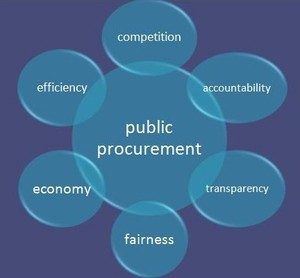 competition
efficiency
accountability
public
procurement
economy
transparency
fairness